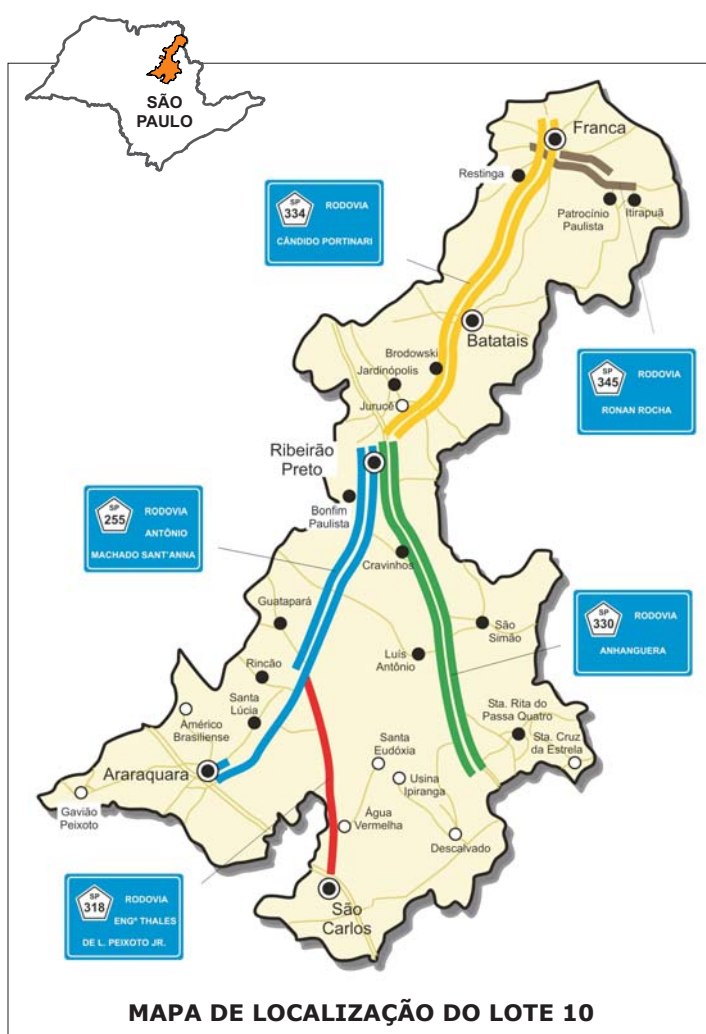 SÃO
PAULO
Franca
Restinga
Patrocínio
Paulista
Itirapuã
SP
334
RODOVIA
CÂNDIDO PORTINARI
Batatais
Brodowski
Jardinópolis
Jurucê
SP
345
RODOVIA
RONAN ROCHA
Ribeirão
Preto
Bonfim
Paulista
SP
255
RODOVIA
ANTÔNIO
MACHADO SANT'ANNA
Cravinhos
Guatapará
São
Simão
SP
330
RODOVIA
ANHANGUERA
Luís
Antônio
Rincão
Santa
Lúcia
Américo
Brasiliense
Sta. Rita do
Passa Quatro
Sta. Cruz
da Estrela
Santa
Eudóxia
Araraquara
Usina
Ipiranga
Gavião
Peixoto
Água
Vermelha
Descalvado
SP
318
RODOVIA
ENGº THALES
DE L. PEIXOTO JR.
São
Carlos
MAPA DE LOCALIZAÇÃO DO LOTE 10